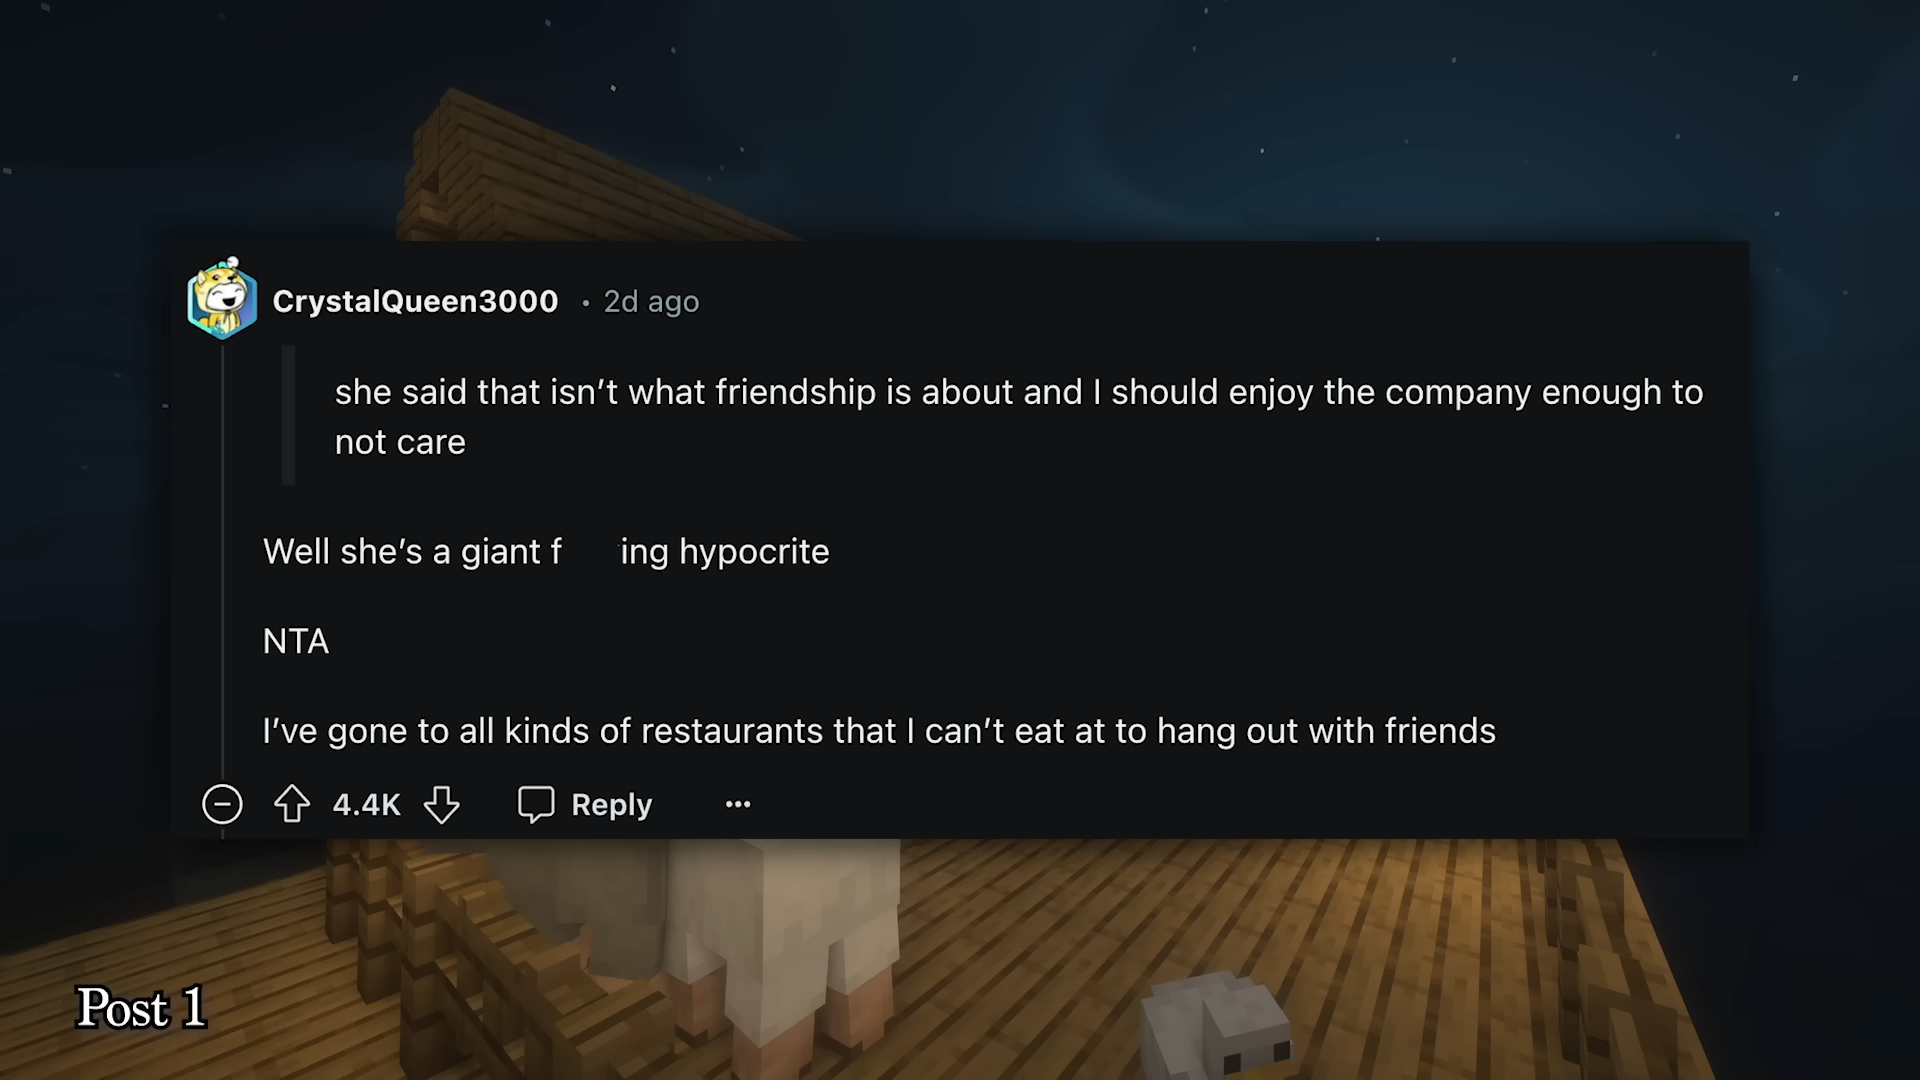 CrystalQueen3000 • 2d ago
she said that isn’t what friendship is about and I should enjoy the company enough to
not care
Well she’s a giant f ing hypocrite
NTA
I’ve gone to all kinds of restaurants that I can’t eat at to hang out with friends
4.4K Reply ...
Post 1